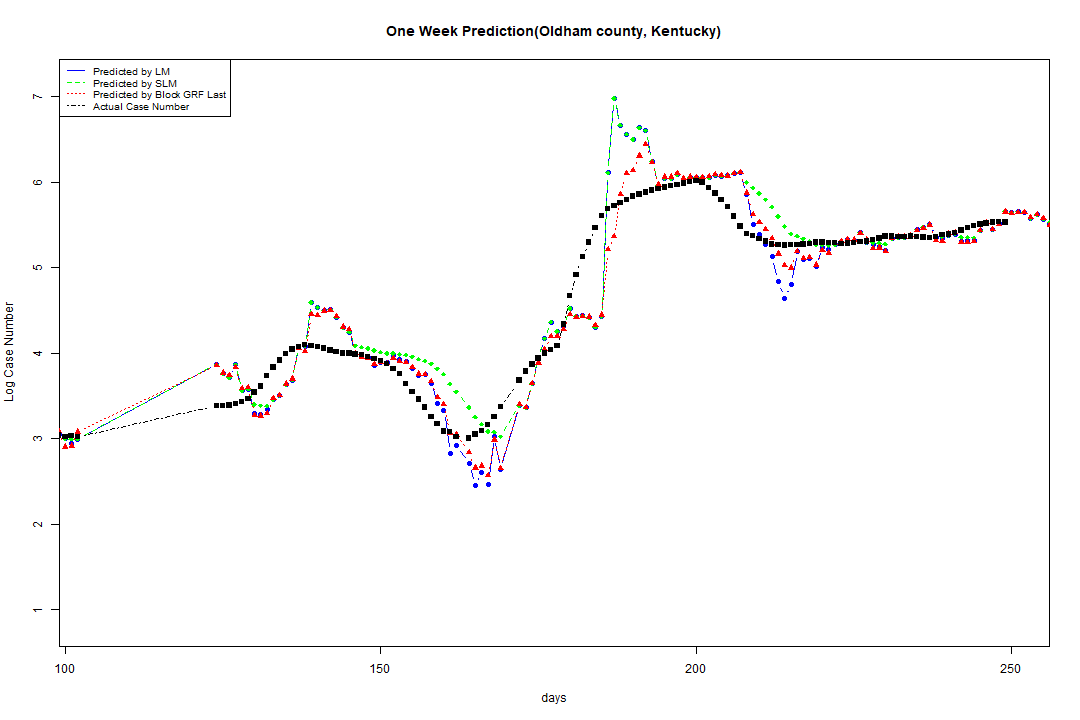 One Week Prediction(Oldham county, Kentucky)
Predicted by LM
Predicted by SLM
Predicted by Block GRF Last
Actual Case Number
7
6
5
4
3
2
1
Log Case Number
100 150 200 250
days